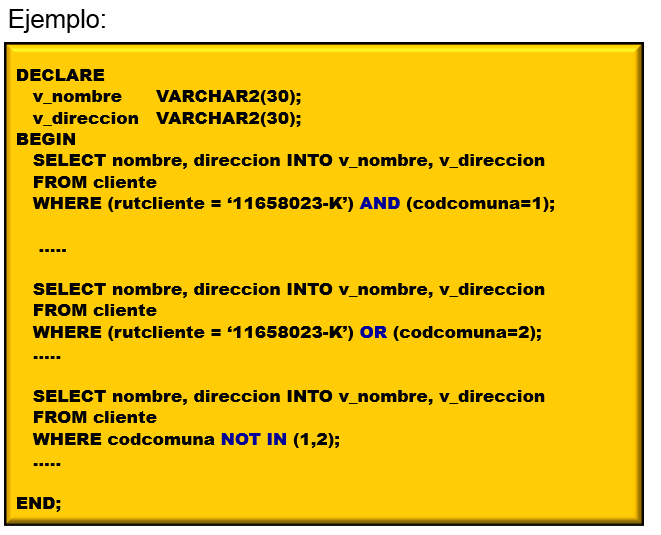 Ejemplo:
DECLARE
v_nombre VARCHAR2(30);
v_direccion VARCHAR2(30);
BEGIN
SELECT nombre, direccion INTO v_nombre, v_direccion
FROM cliente
WHERE (rutcliente = ‘11658023-K’) AND (codcomuna=1);
.....
SELECT nombre, direccion INTO v_nombre, v_direccion
FROM cliente
WHERE (rutcliente = ‘11658023-K’) OR (codcomuna=2);
.....
SELECT nombre, direccion INTO v_nombre, v_direccion
FROM cliente
WHERE codcomuna NOT IN (1,2);
.....
END;